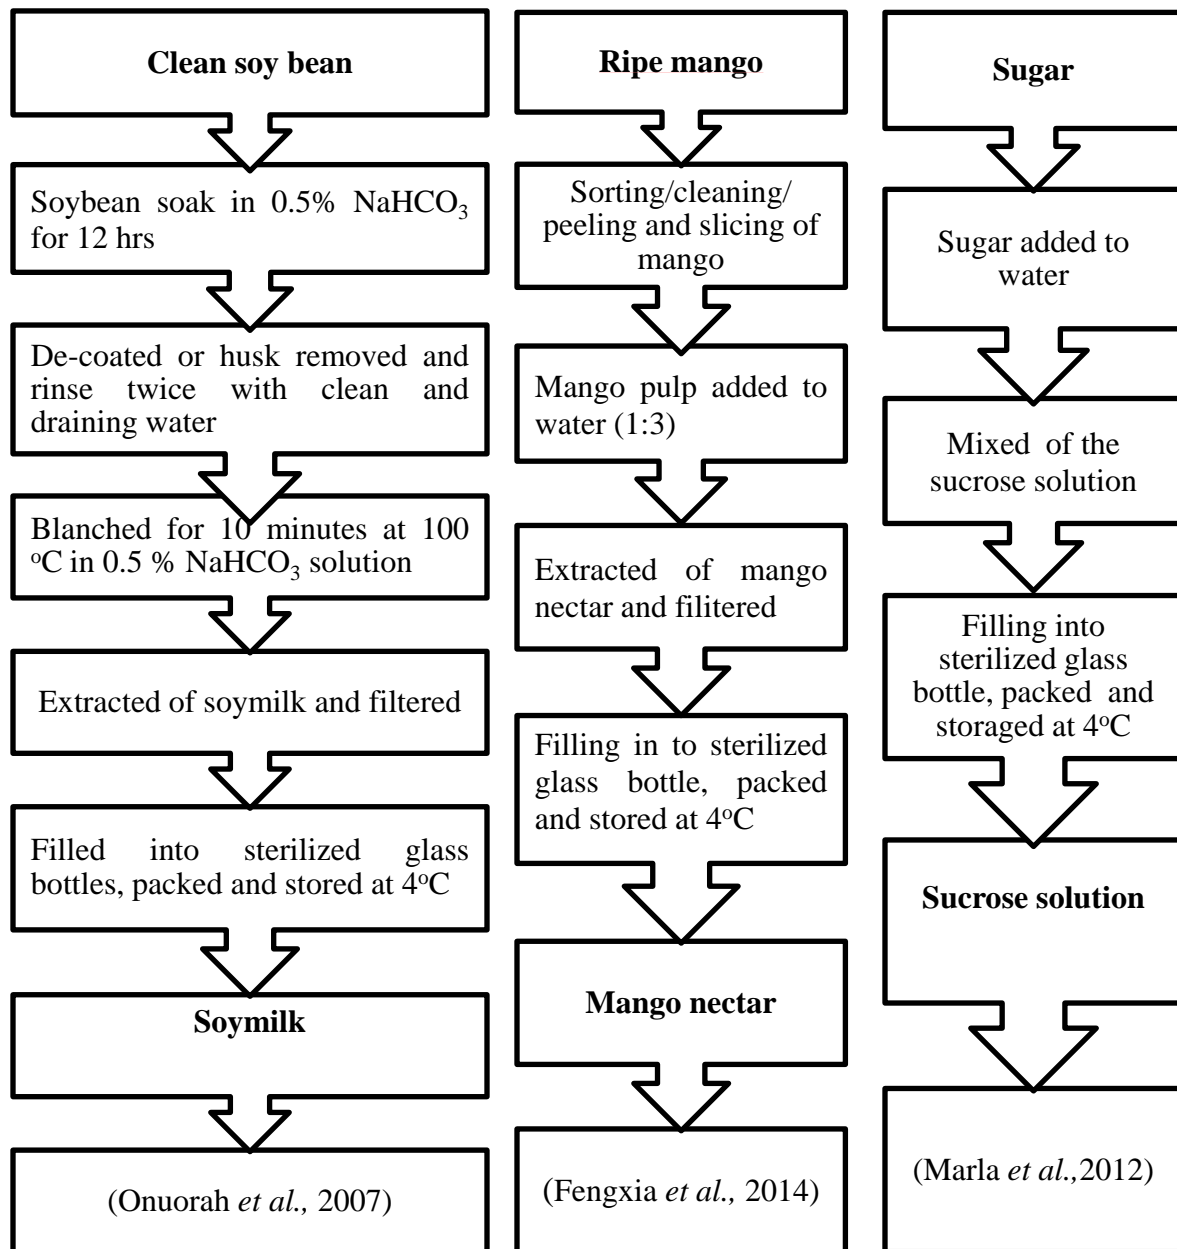 Clean soy bean
Soybean soak in 0.5% NaHCO₃
for 12 hrs
De-coated or husk removed and
rinse twice with clean and
draining water
Blanched for 10 minutes at 100
ᵒC in 0.5 % NaHCO₃ solution
Extracted of soymilk and filtered
Filled into sterilized glass
bottles, packed and stored at 4ᵒC
Soymilk
(Onuorah et al., 2007)
Ripe mango
Sorting/cleaning/
peeling and slicing of
mango
Mango pulp added to
water (1:3)
Extracted of mango
nectar and filitered
Filling in to sterilized
glass bottle, packed
and stored at 4ᵒC
Mango nectar
(Fengxia et al., 2014)
Sugar
Sugar added to
water
Mixed of the
sucrose solution
Filling into
sterilized glass
bottle, packed and
storaged at 4ᵒC
Sucrose solution
(Marla et al.,2012)